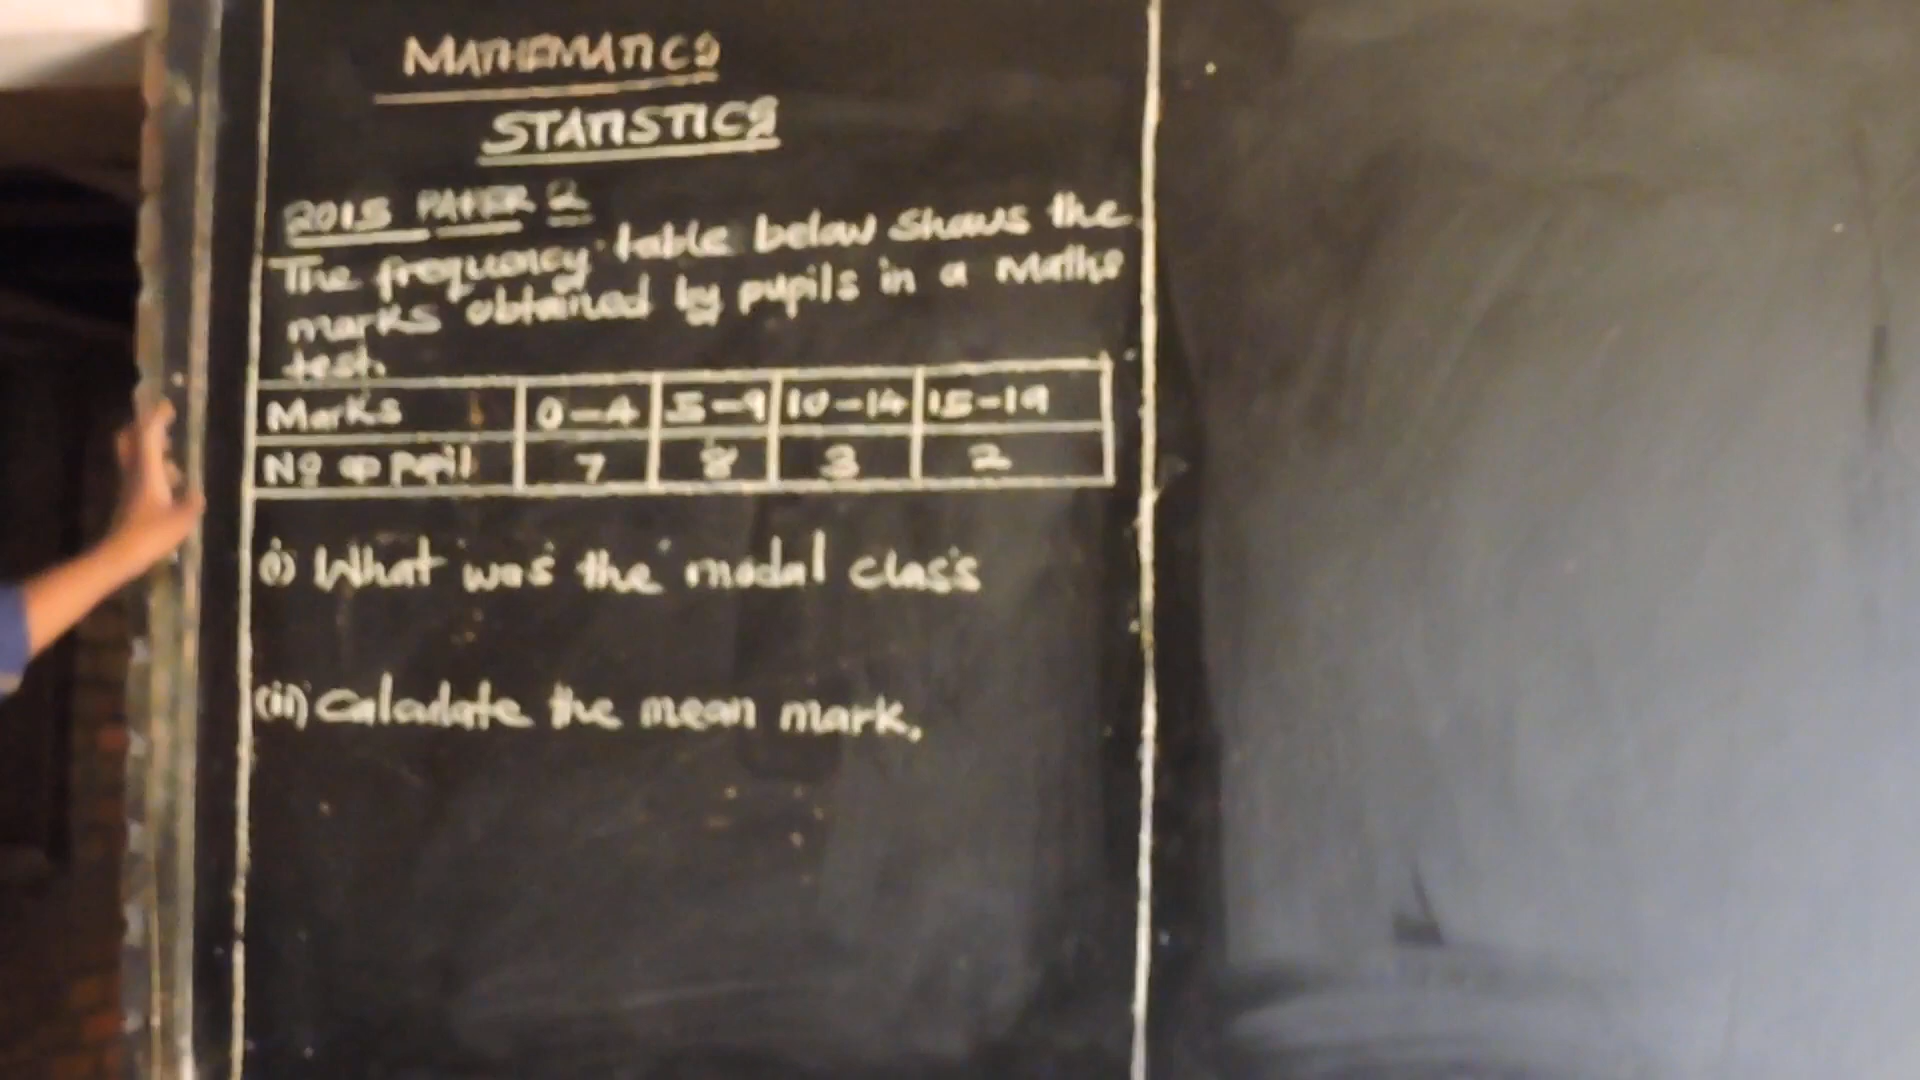 MATHEMATICS
STATISTICS
2015 PAPER 2
The frequency table below shows the
marks obtained by pupils in a Maths
test.
Marks 0-4 5-9 10-14 15-19
No of pupil 7 8 3 2
(i) What was the modal class
(ii) Calculate the mean mark.